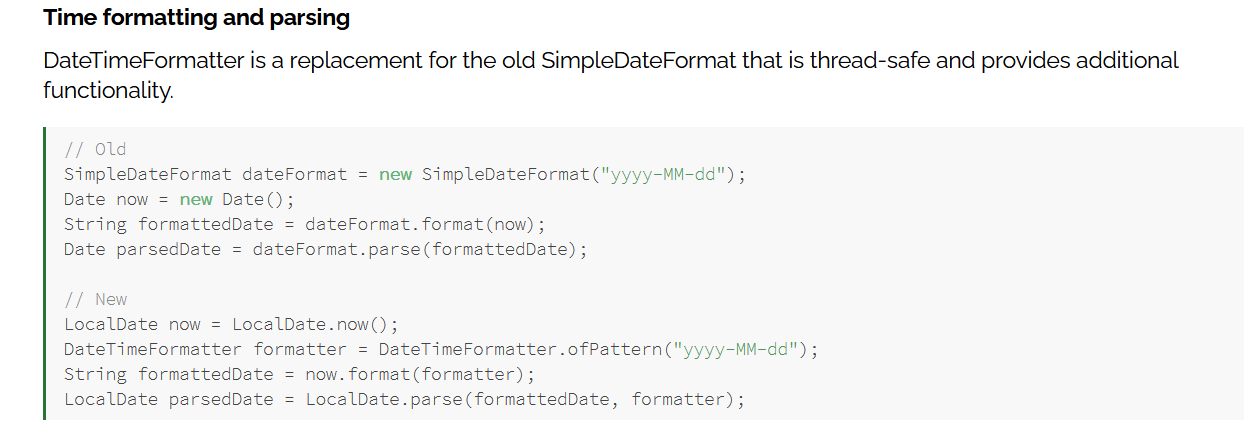 Time formatting and parsing
DateTimeFormatter is a replacement for the old SimpleDateFormat that is thread-safe and provides additional
functionality.
// Old
SimpleDateFormat dateFormat = new SimpleDateFormat("yyyy-MM-dd");
Date now = new Date();
String formattedDate = dateFormat.format(now);
Date parsedDate = dateFormat.parse(formattedDate);
// New
LocalDate now = LocalDate.now();
DateTimeFormatter formatter = DateTimeFormatter.ofPattern("yyyy-MM-dd");
String formattedDate = now.format(formatter);
LocalDate parsedDate = LocalDate.parse(formattedDate, formatter);